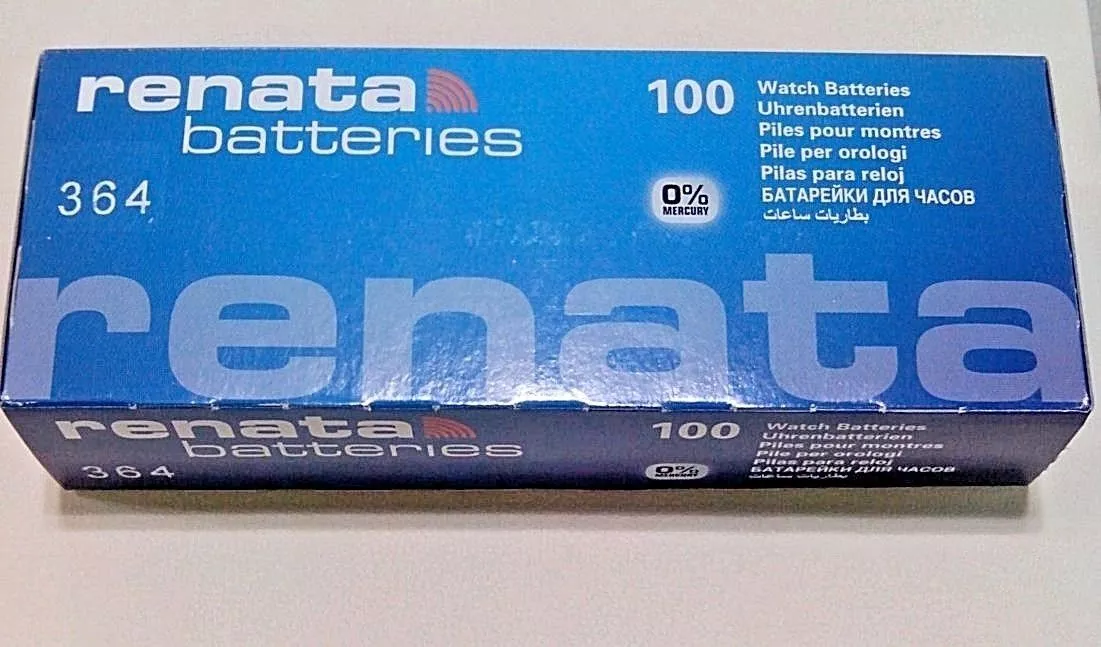 renata
batteries
364
100
Watch Batteries
Uhrenbatterien
Piles pour montres
Pile per orologi
Pilas para reloj
БАТАРЕЙКИ ДЛЯ ЧАСОВ
بطاريات ساعات
0%
MERCURY
renata
renata
batteries
364
100
Watch Batteries
Uhrenbatterien
Piles pour montres
Pile per orologi
Pilas para reloj
БАТАРЕЙКИ ДЛЯ ЧАСОВ
بطاريات ساعات
0%
MERCURY